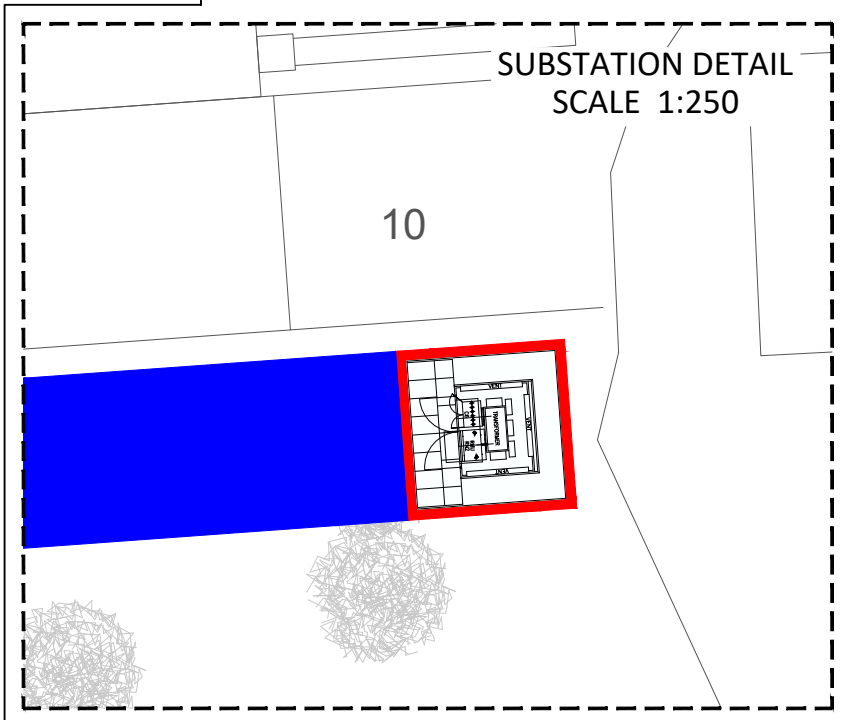 SUBSTATION DETAIL
SCALE 1:250
10
VENT
TRANSFORMER
VENT
VENT